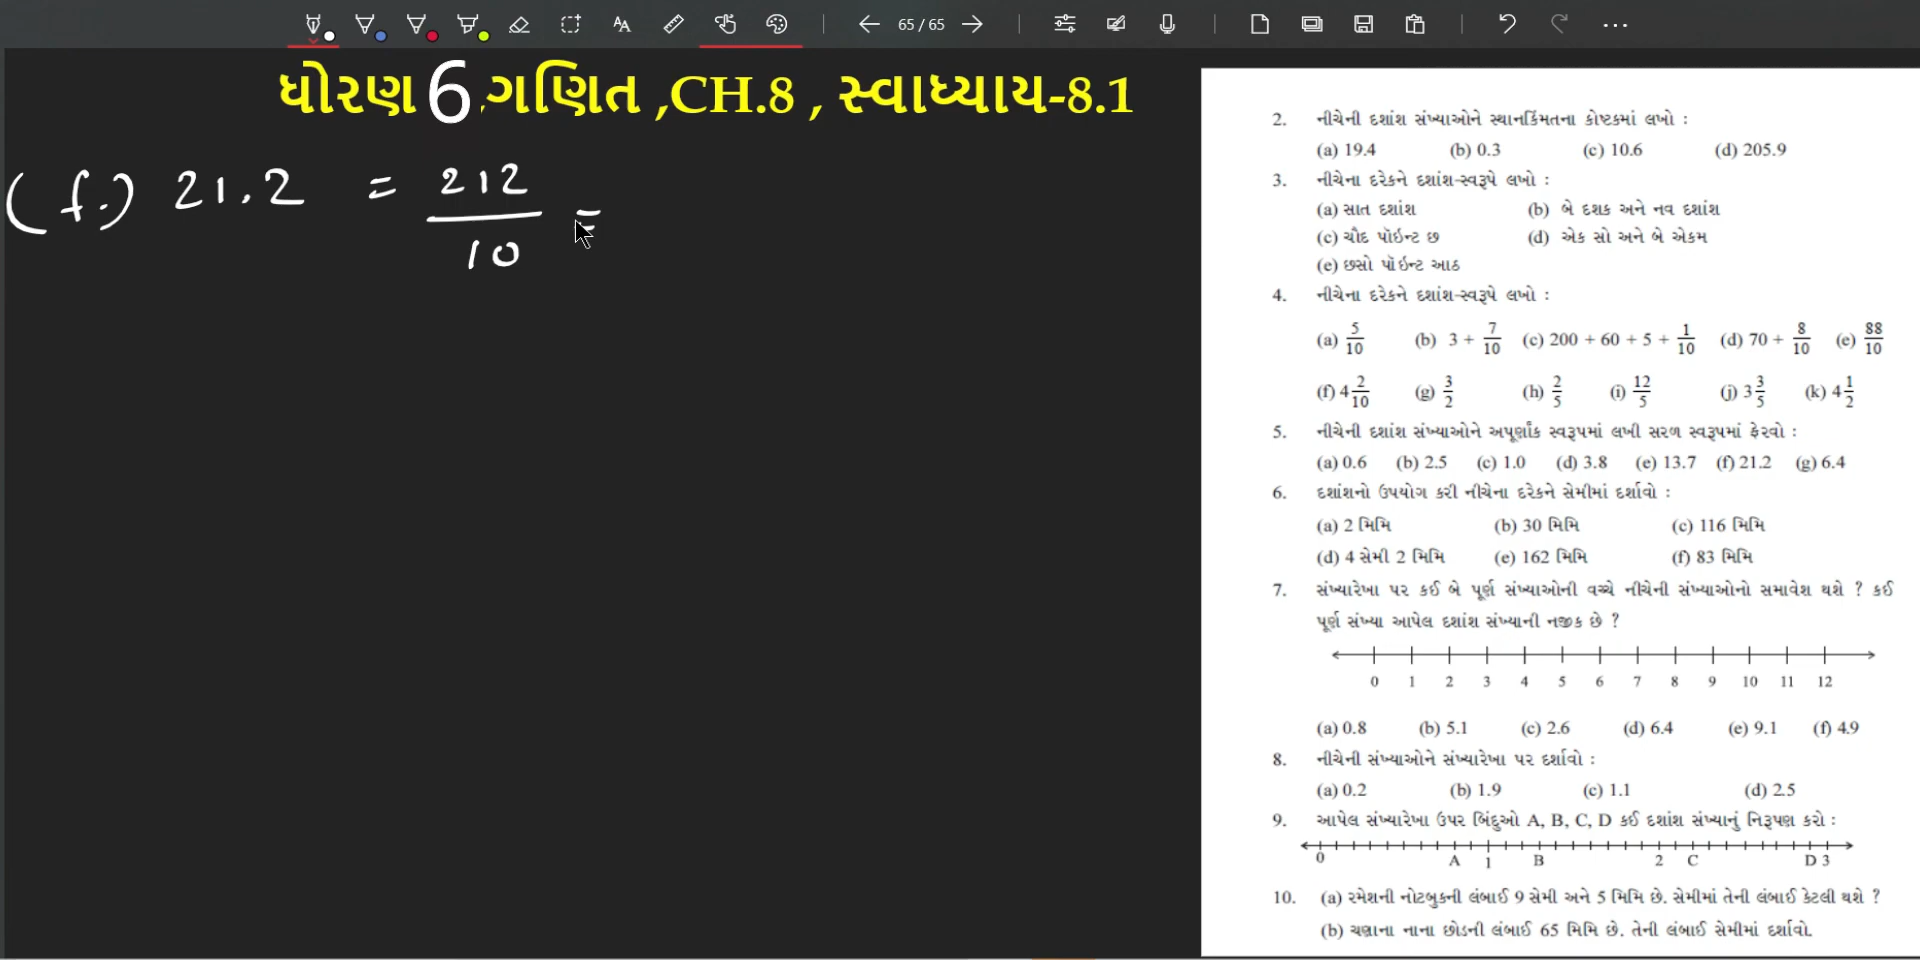 65 / 65
ધોરણ 6 ,ગણિત ,CH.8 , સ્વાધ્યાય-8.1
(f.) 21.2 = 212/10 =
2. નીચેની દશાંશ સંખ્યાઓને સ્થાનકિંમતના કોષ્ટકમાં લખો :
(a) 19.4 (b) 0.3 (c) 10.6 (d) 205.9
3. નીચેના દરેકને દશાંશ-સ્વરૂપે લખો :
(a) સાત દશાંશ (b) બે દશક અને નવ દશાંશ
(c) ચૌદ પૉઇન્ટ છ (d) એક સો અને બે એકમ
(e) છસો પૉઇન્ટ આઠ
4. નીચેના દરેકને દશાંશ-સ્વરૂપે લખો :
(a) 5/10 (b) 3 + 7/10 (c) 200 + 60 + 5 + 1/10 (d) 70 + 8/10 (e) 88/10
(f) 4 2/10 (g) 3/2 (h) 2/5 (i) 12/5 (j) 3 3/5 (k) 4 1/2
5. નીચેની દશાંશ સંખ્યાઓને અપૂર્ણાંક સ્વરૂપમાં લખી સરળ સ્વરૂપમાં ફેરવો :
(a) 0.6 (b) 2.5 (c) 1.0 (d) 3.8 (e) 13.7 (f) 21.2 (g) 6.4
6. દશાંશનો ઉપયોગ કરી નીચેના દરેકને સેમીમાં દર્શાવો :
(a) 2 મિમિ (b) 30 મિમિ (c) 116 મિમિ
(d) 4 સેમી 2 મિમિ (e) 162 મિમિ (f) 83 મિમિ
7. સંખ્યારેખા પર કઈ બે પૂર્ણ સંખ્યાઓની વચ્ચે નીચેની સંખ્યાઓનો સમાવેશ થશે ? કઈ
પૂર્ણ સંખ્યા આપેલ દશાંશ સંખ્યાની નજીક છે ?
0 1 2 3 4 5 6 7 8 9 10 11 12
(a) 0.8 (b) 5.1 (c) 2.6 (d) 6.4 (e) 9.1 (f) 4.9
8. નીચેની સંખ્યાઓને સંખ્યારેખા પર દર્શાવો :
(a) 0.2 (b) 1.9 (c) 1.1 (d) 2.5
9. આપેલ સંખ્યારેખા ઉપર બિંદુઓ A, B, C, D કઈ દશાંશ સંખ્યાનું નિરૂપણ કરો :
0 A 1 B 2 C D 3
10. (a) રમેશની નોટબુકની લંબાઈ 9 સેમી અને 5 મિમિ છે. સેમીમાં તેની લંબાઈ કેટલી થશે ?
(b) ચણાના નાના છોડની લંબાઈ 65 મિમિ છે. તેની લંબાઈ સેમીમાં દર્શાવો.